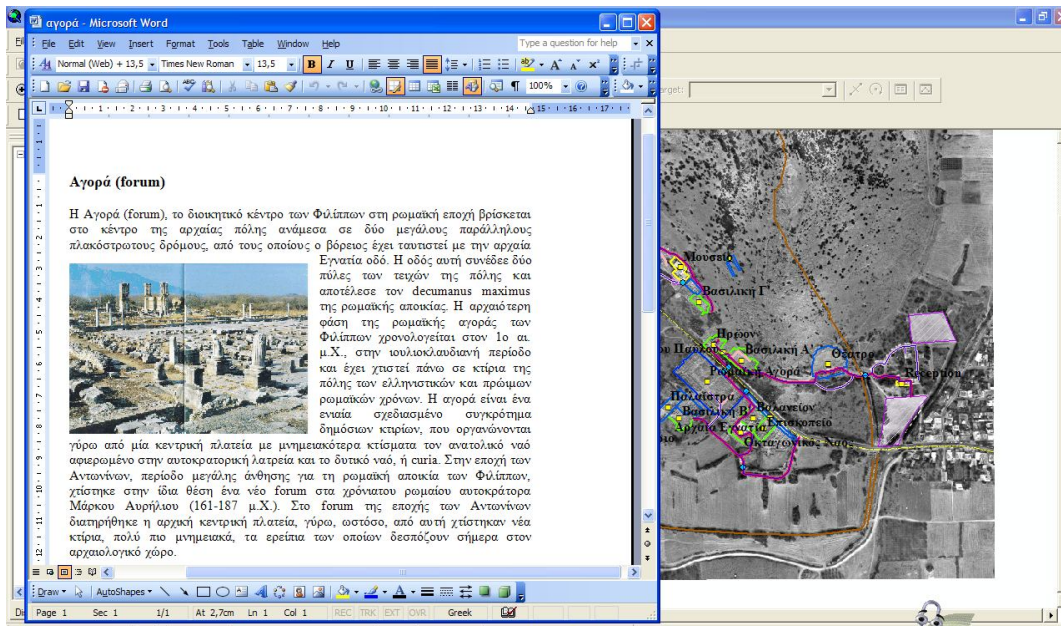 αγορά - Microsoft Word
File Edit View Insert Format Tools Table Window Help
Type a question for help
Normal (Web) + 13,5
Times New Roman
13,5
100%
Αγορά (forum)
Η Αγορά (forum), το διοικητικό κέντρο των Φιλίππων στη ρωμαϊκή εποχή βρίσκεται
στο κέντρο της αρχαίας πόλης ανάμεσα σε δύο μεγάλους παράλληλους
πλακόστρωτους δρόμους, από τους οποίους ο βόρειος έχει ταυτιστεί με την αρχαία
Εγνατία οδό. Η οδός αυτή συνέδεε δύο
πύλες των τειχών της πόλης και
αποτέλεσε τον decumanus maximus
της ρωμαϊκής αποικίας. Η αρχαιότερη
φάση της ρωμαϊκής αγοράς των
Φιλίππων χρονολογείται στον 1ο αι.
μ.Χ., στην ιουλιοκλαυδιανή περίοδο
και έχει χτιστεί πάνω σε κτίρια της
πόλης των ελληνιστικών και πρώιμων
ρωμαϊκών χρόνων. Η αγορά είναι ένα
ενιαία σχεδιασμένο συγκρότημα
δημόσιων κτιρίων, που οργανώνονται
γύρω από μία κεντρική πλατεία με μνημειακότερα κτίσματα τον ανατολικό ναό
αφιερωμένο στην αυτοκρατορική λατρεία και το δυτικό ναό, ή curia. Στην εποχή των
Αντωνίνων, περίοδο μεγάλης άνθησης για τη ρωμαϊκή αποικία των Φιλίππων,
χτίστηκε στην ίδια θέση ένα νέο forum στα χρόνιατου ρωμαίου αυτοκράτορα
Μάρκου Αυρήλιου (161-187 μ.Χ.). Στο forum της εποχής των Αντωνίνων
διατηρήθηκε η αρχική κεντρική πλατεία, γύρω, ωστόσο, από αυτή χτίστηκαν νέα
κτίρια, πολύ πιο μνημειακά, τα ερείπια των οποίων δεσπόζουν σήμερα στον
αρχαιολογικό χώρο.
Draw AutoShapes
Page 1 Sec 1 1/1 At 2,7cm Ln 1 Col 1 REC TRK EXT OVR Greek
Μουσείο
Βασιλική Γ'
Ηρώον
Παύλου
Βασιλική Α'
Θέατρο
Ρωμαϊκή Αγορά
Reception
Παλαίστρα
Βαλανείον
Βασιλική Β'
Επισκοπείο
Αρχαία Εγνατία
Οκταγωνικός Ναός